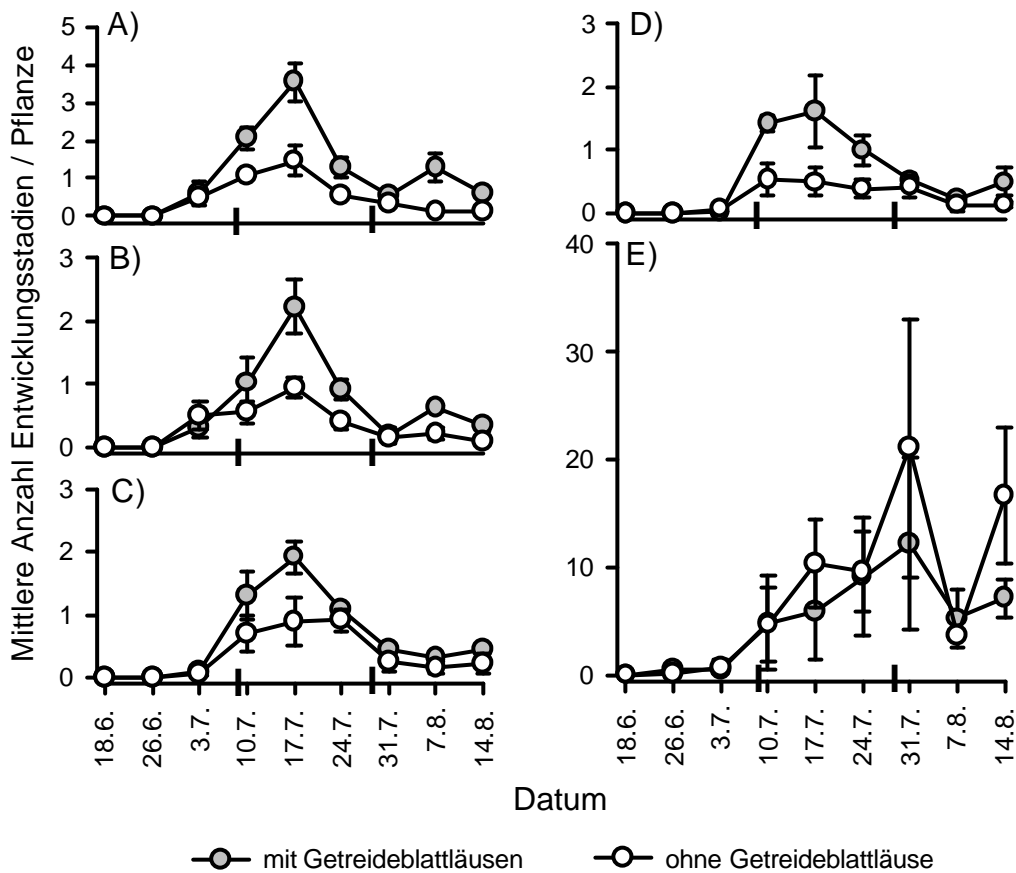 Mittlere Anzahl Entwicklungsstadien / Pflanze
A)
5
4
3
2
1
0
B)
3
2
1
0
C)
3
2
1
0
18.6. 26.6. 3.7. 10.7. 17.7. 24.7. 31.7. 7.8. 14.8.
D)
3
2
1
0
E)
40
30
20
10
0
18.6. 26.6. 3.7. 10.7. 17.7. 24.7. 31.7. 7.8. 14.8.
Datum
mit Getreideblattläusen ohne Getreideblattläuse